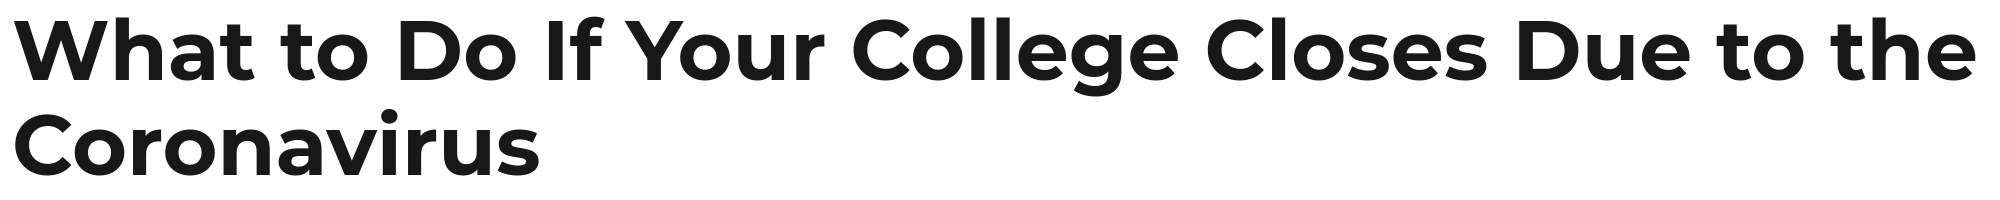 What to Do If Your College Closes Due to the
Coronavirus